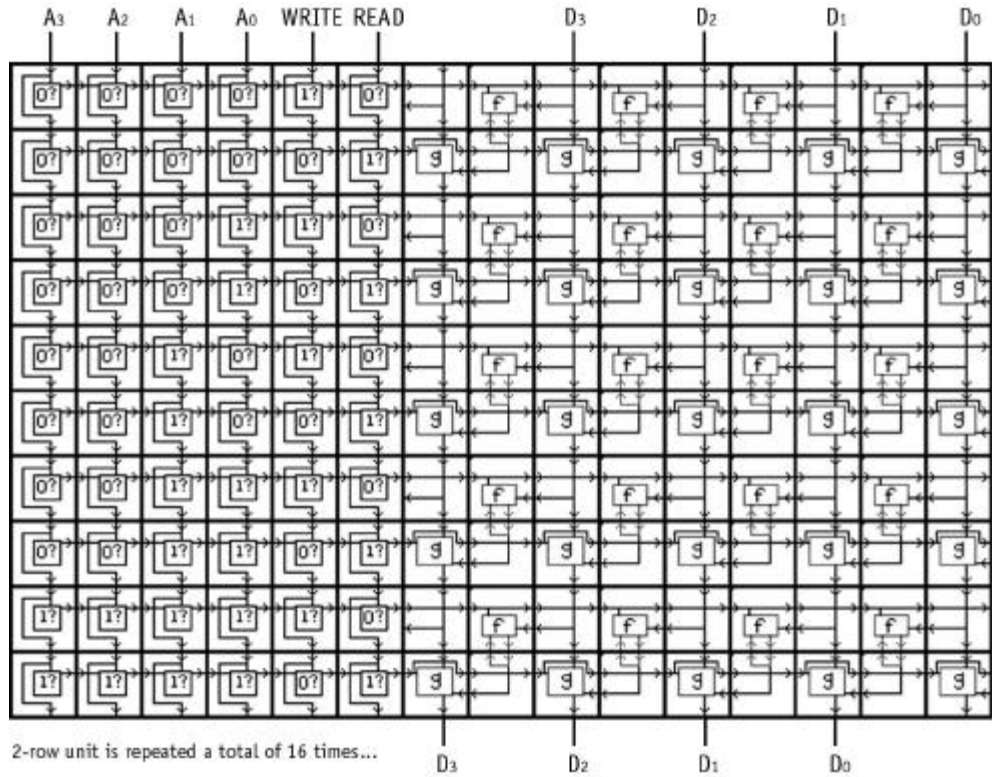 A3 A2 A1 A0 WRITE READ D3 D2 D1 D0
0? 0? 0? 0? 1? 0? f f f f
0? 0? 0? 0? 0? 1? g g g g g
0? 0? 0? 1? 1? 0? f f f f
0? 0? 0? 1? 0? 1? g g g g g
0? 0? 1? 0? 1? 0? f f f f
0? 0? 1? 0? 0? 1? g g g g g
0? 0? 1? 1? 1? 0? f f f f
0? 0? 1? 1? 0? 1? g g g g g
1? 1? 1? 1? 1? 0? f f f f
1? 1? 1? 1? 0? 1? g g g g g
2-row unit is repeated a total of 16 times... D3 D2 D1 D0